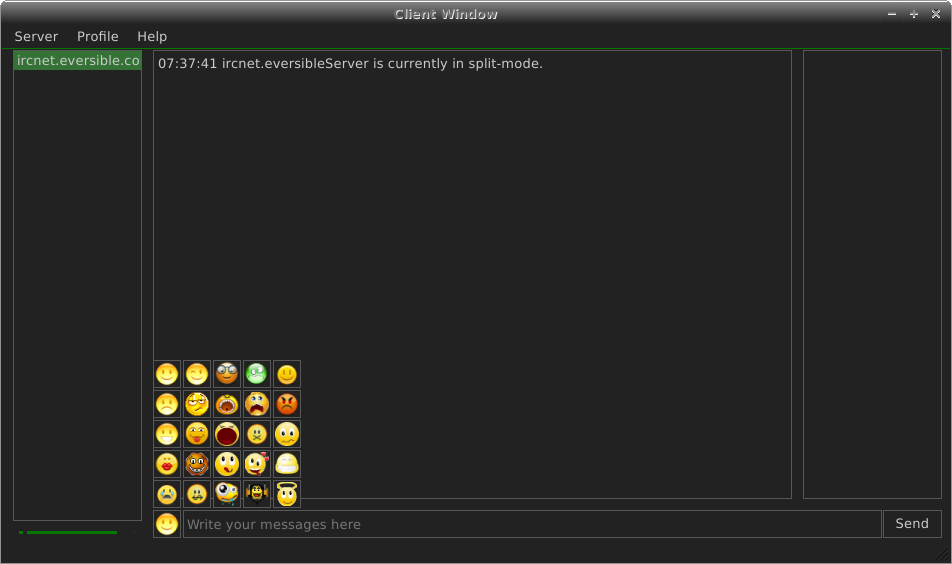 Client Window
Server Profile Help
ircnet.eversible.co
07:37:41 ircnet.eversibleServer is currently in split-mode.
Write your messages here
Send